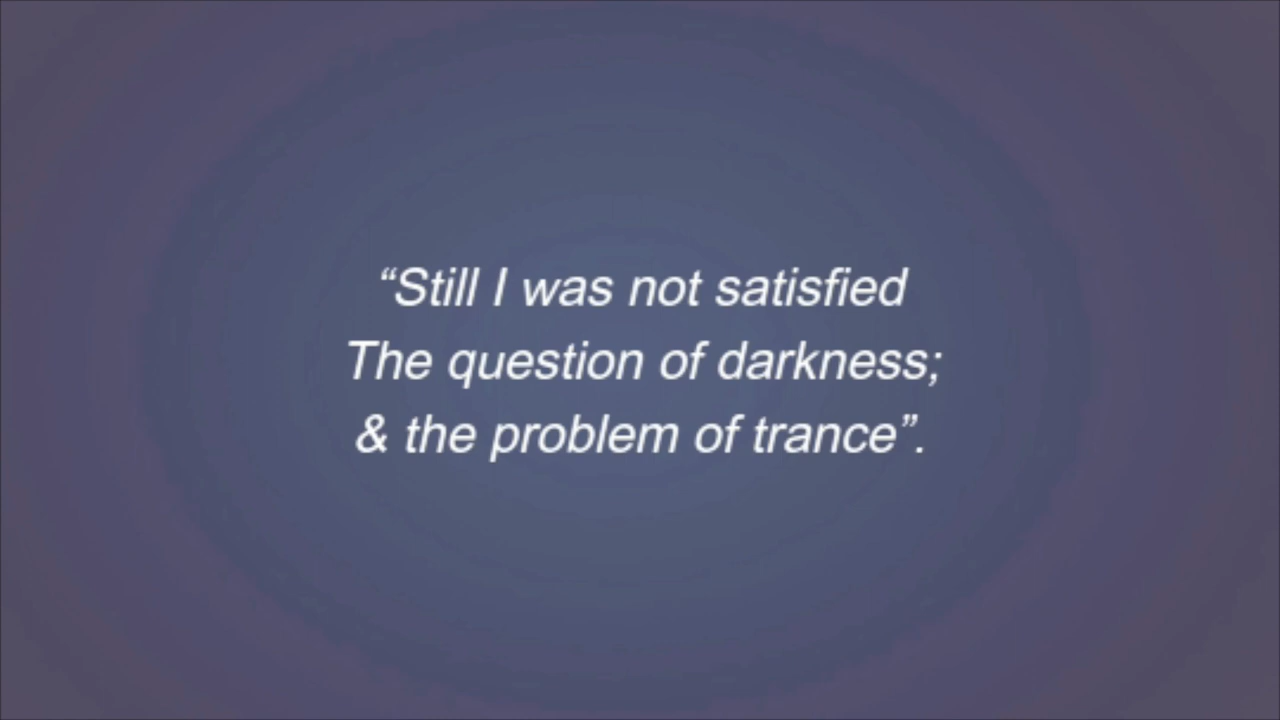 “Still I was not satisfied
The question of darkness;
& the problem of trance”.